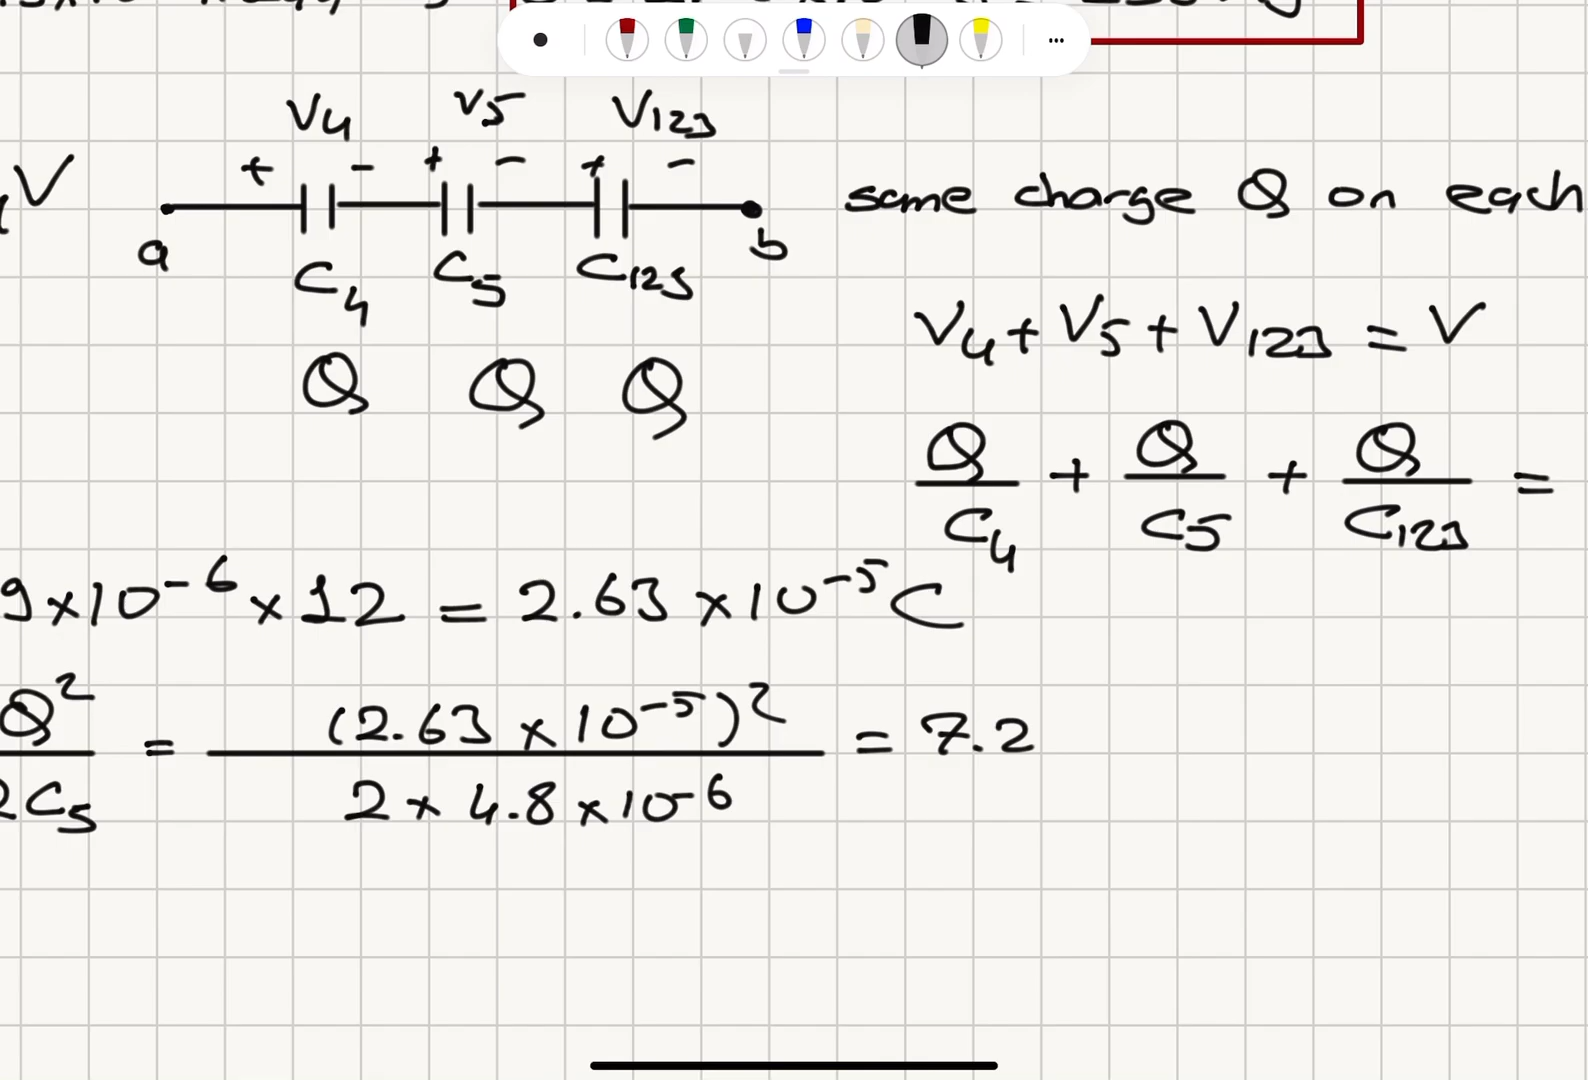 V4 V5 V123
V + - + - + - same charge Q on each
a b
C4 C5 C123
V4 + V5 + V123 = V
Q Q Q
Q/C4 + Q/C5 + Q/C123 =
9 x 10^-6 x 12 = 2.63 x 10^-5 C
Q^2/2C5 = (2.63 x 10^-5)^2 / 2 x 4.8 x 10^-6 = 7.2